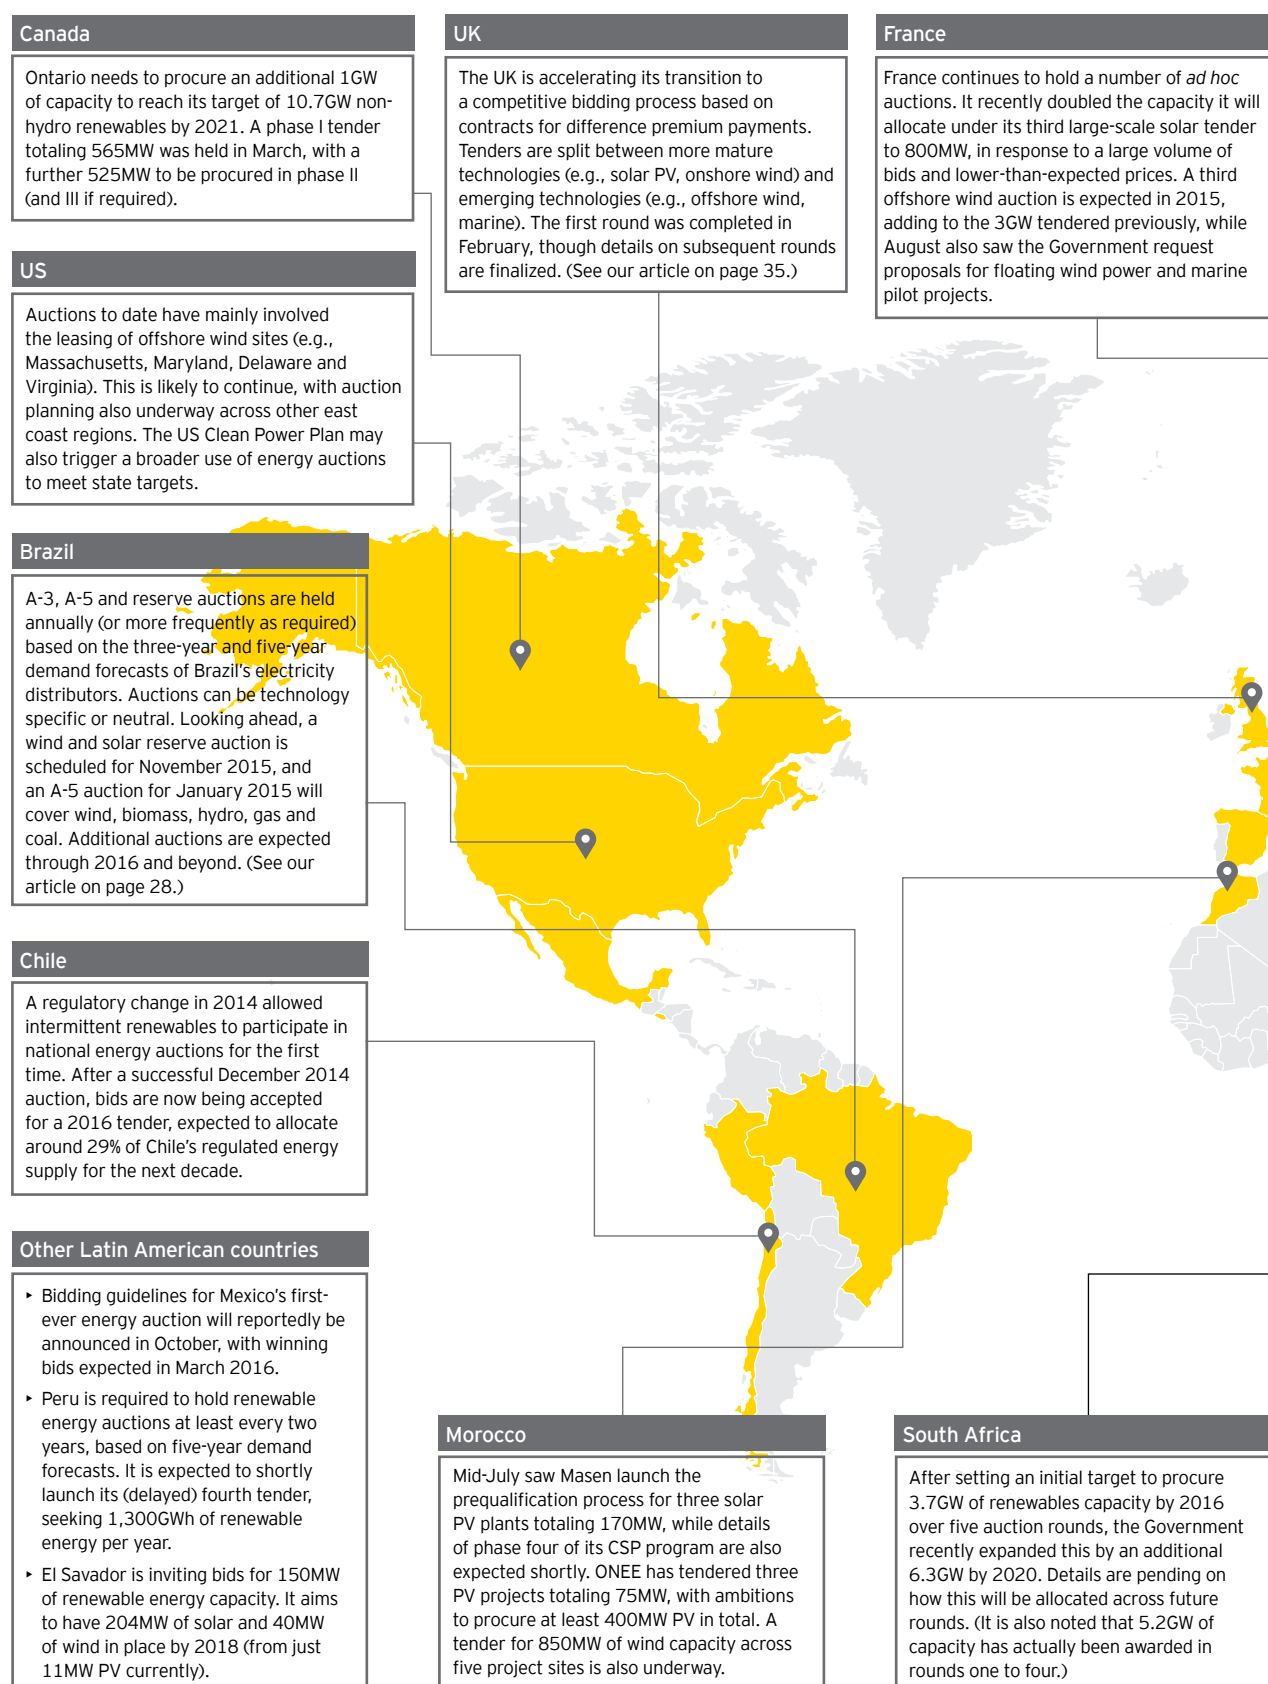 Canada
Ontario needs to procure an additional 1GW
of capacity to reach its target of 10.7GW non-
hydro renewables by 2021. A phase I tender
totaling 565MW was held in March, with a
further 525MW to be procured in phase II
(and III if required).
US
Auctions to date have mainly involved
the leasing of offshore wind sites (e.g.,
Massachusetts, Maryland, Delaware and
Virginia). This is likely to continue, with auction
planning also underway across other east
coast regions. The US Clean Power Plan may
also trigger a broader use of energy auctions
to meet state targets.
Brazil
A-3, A-5 and reserve auctions are held
annually (or more frequently as required)
based on the three-year and five-year
demand forecasts of Brazil's electricity
distributors. Auctions can be technology
specific or neutral. Looking ahead, a
wind and solar reserve auction is
scheduled for November 2015, and
an A-5 auction for January 2015 will
cover wind, biomass, hydro, gas and
coal. Additional auctions are expected
through 2016 and beyond. (See our
article on page 28.)
Chile
A regulatory change in 2014 allowed
intermittent renewables to participate in
national energy auctions for the first
time. After a successful December 2014
auction, bids are now being accepted
for a 2016 tender, expected to allocate
around 29% of Chile's regulated energy
supply for the next decade.
Other Latin American countries
▸ Bidding guidelines for Mexico's first-
ever energy auction will reportedly be
announced in October, with winning
bids expected in March 2016.
▸ Peru is required to hold renewable
energy auctions at least every two
years, based on five-year demand
forecasts. It is expected to shortly
launch its (delayed) fourth tender,
seeking 1,300GWh of renewable
energy per year.
▸ El Savador is inviting bids for 150MW
of renewable energy capacity. It aims
to have 204MW of solar and 40MW
of wind in place by 2018 (from just
11MW PV currently).
UK
The UK is accelerating its transition to
a competitive bidding process based on
contracts for difference premium payments.
Tenders are split between more mature
technologies (e.g., solar PV, onshore wind) and
emerging technologies (e.g., offshore wind,
marine). The first round was completed in
February, though details on subsequent rounds
are finalized. (See our article on page 35.)
France
France continues to hold a number of ad hoc
auctions. It recently doubled the capacity it will
allocate under its third large-scale solar tender
to 800MW, in response to a large volume of
bids and lower-than-expected prices. A third
offshore wind auction is expected in 2015,
adding to the 3GW tendered previously, while
August also saw the Government request
proposals for floating wind power and marine
pilot projects.
Morocco
Mid-July saw Masen launch the
prequalification process for three solar
PV plants totaling 170MW, while details
of phase four of its CSP program are also
expected shortly. ONEE has tendered three
PV projects totaling 75MW, with ambitions
to procure at least 400MW PV in total. A
tender for 850MW of wind capacity across
five project sites is also underway.
South Africa
After setting an initial target to procure
3.7GW of renewables capacity by 2016
over five auction rounds, the Government
recently expanded this by an additional
6.3GW by 2020. Details are pending on
how this will be allocated across future
rounds. (It is also noted that 5.2GW of
capacity has actually been awarded in
rounds one to four.)